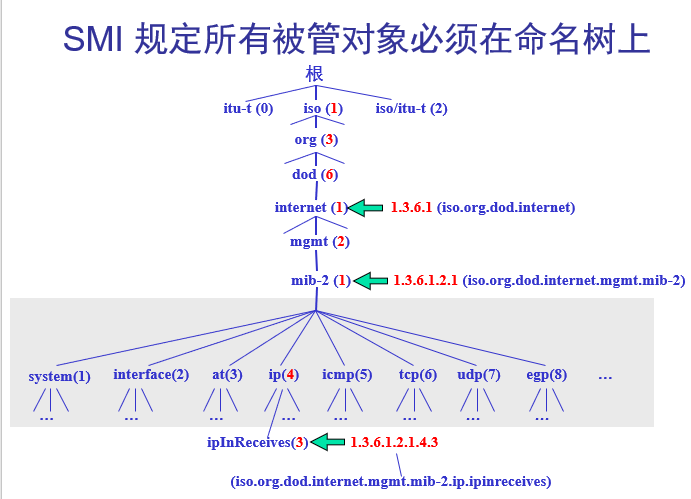 SMI 规定所有被管对象必须在命名树上
根
itu-t (0) iso (1) iso/itu-t (2)
org (3)
dod (6)
internet (1) 1.3.6.1 (iso.org.dod.internet)
mgmt (2)
mib-2 (1) 1.3.6.1.2.1 (iso.org.dod.internet.mgmt.mib-2)
system(1) interface(2) at(3) ip(4) icmp(5) tcp(6) udp(7) egp(8) …
… … … … … … … …
ipInReceives(3) 1.3.6.1.2.1.4.3
(iso.org.dod.internet.mgmt.mib-2.ip.ipinreceives)